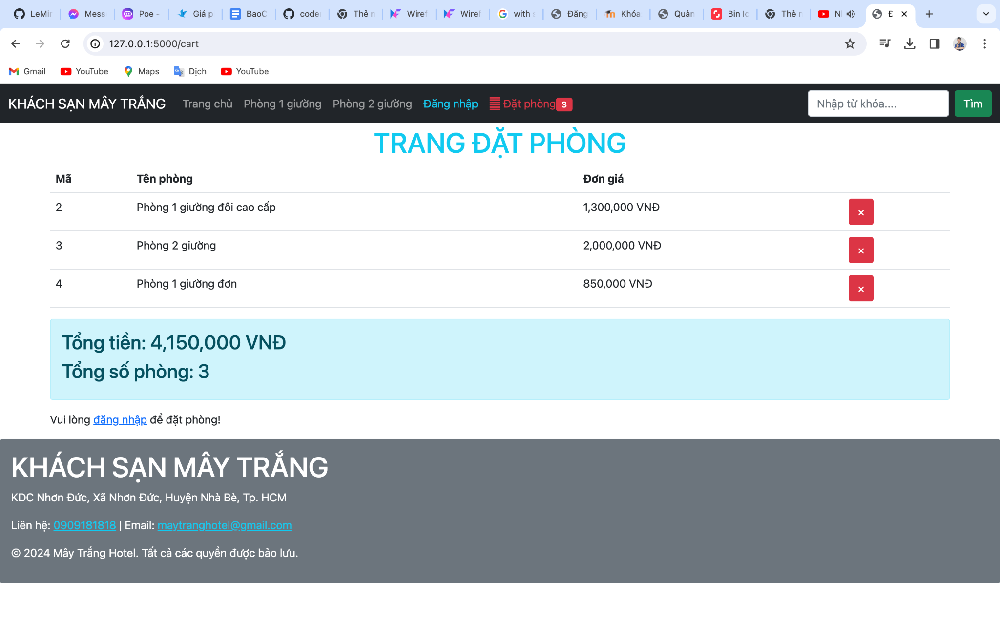 LeMir Mess Poe - Giá p BaoC code Thẻ n Wiref Wiref with s Đăng Khóa Quản Bin Ic Thẻ n N Đ
127.0.0.1:5000/cart
Gmail YouTube Maps Dịch YouTube
KHÁCH SẠN MÂY TRẮNG Trang chủ Phòng 1 giường Phòng 2 giường Đăng nhập Đặt phòng 3 Nhập từ khóa.... Tìm
TRANG ĐẶT PHÒNG
Mã Tên phòng Đơn giá
2 Phòng 1 giường đôi cao cấp 1,300,000 VNĐ ×
3 Phòng 2 giường 2,000,000 VNĐ ×
4 Phòng 1 giường đơn 850,000 VNĐ ×
Tổng tiền: 4,150,000 VNĐ
Tổng số phòng: 3
Vui lòng đăng nhập để đặt phòng!
KHÁCH SẠN MÂY TRẮNG
KDC Nhơn Đức, Xã Nhơn Đức, Huyện Nhà Bè, Tp. HCM
Liên hệ: 0909181818 | Email: maytranghotel@gmail.com
© 2024 Mây Trắng Hotel. Tất cả các quyền được bảo lưu.